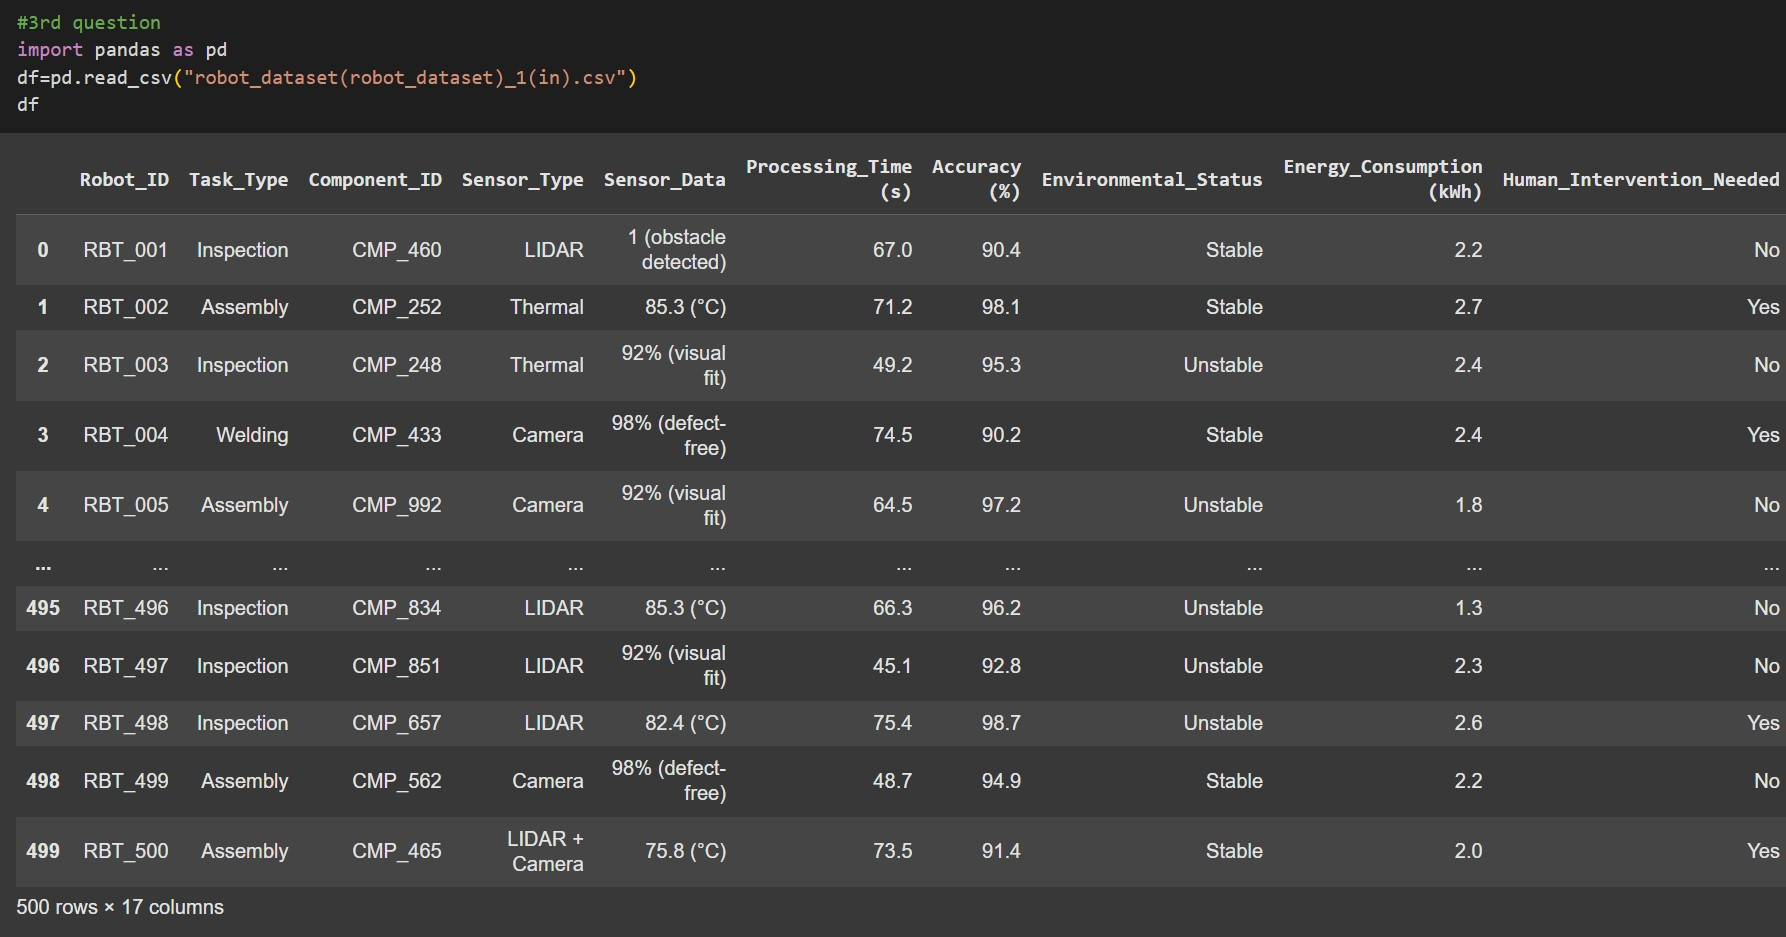 #3rd question
import pandas as pd
df=pd.read_csv("robot_dataset(robot_dataset)_1(in).csv")
df
Robot_ID Task_Type Component_ID Sensor_Type Sensor_Data Processing_Time (s) Accuracy (%) Environmental_Status Energy_Consumption (kWh) Human_Intervention_Needed
0 RBT_001 Inspection CMP_460 LIDAR 1 (obstacle detected) 67.0 90.4 Stable 2.2 No
1 RBT_002 Assembly CMP_252 Thermal 85.3 (°C) 71.2 98.1 Stable 2.7 Yes
2 RBT_003 Inspection CMP_248 Thermal 92% (visual fit) 49.2 95.3 Unstable 2.4 No
3 RBT_004 Welding CMP_433 Camera 98% (defect-free) 74.5 90.2 Stable 2.4 Yes
4 RBT_005 Assembly CMP_992 Camera 92% (visual fit) 64.5 97.2 Unstable 1.8 No
... ... ... ... ... ... ... ... ... ... ...
495 RBT_496 Inspection CMP_834 LIDAR 85.3 (°C) 66.3 96.2 Unstable 1.3 No
496 RBT_497 Inspection CMP_851 LIDAR 92% (visual fit) 45.1 92.8 Unstable 2.3 No
497 RBT_498 Inspection CMP_657 LIDAR 82.4 (°C) 75.4 98.7 Unstable 2.6 Yes
498 RBT_499 Assembly CMP_562 Camera 98% (defect-free) 48.7 94.9 Stable 2.2 No
499 RBT_500 Assembly CMP_465 LIDAR + Camera 75.8 (°C) 73.5 91.4 Stable 2.0 Yes
500 rows × 17 columns